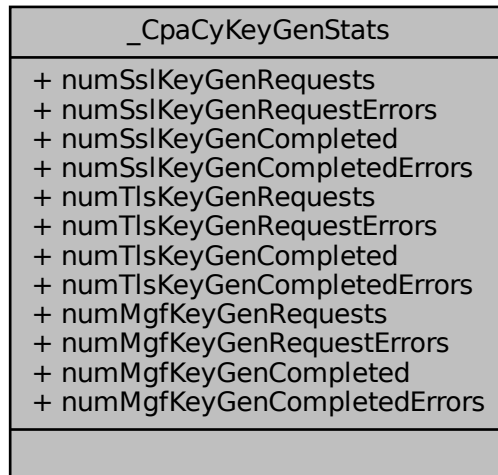 _CpaCyKeyGenStats
+ numSslKeyGenRequests
+ numSslKeyGenRequestErrors
+ numSslKeyGenCompleted
+ numSslKeyGenCompletedErrors
+ numTlsKeyGenRequests
+ numTlsKeyGenRequestErrors
+ numTlsKeyGenCompleted
+ numTlsKeyGenCompletedErrors
+ numMgfKeyGenRequests
+ numMgfKeyGenRequestErrors
+ numMgfKeyGenCompleted
+ numMgfKeyGenCompletedErrors